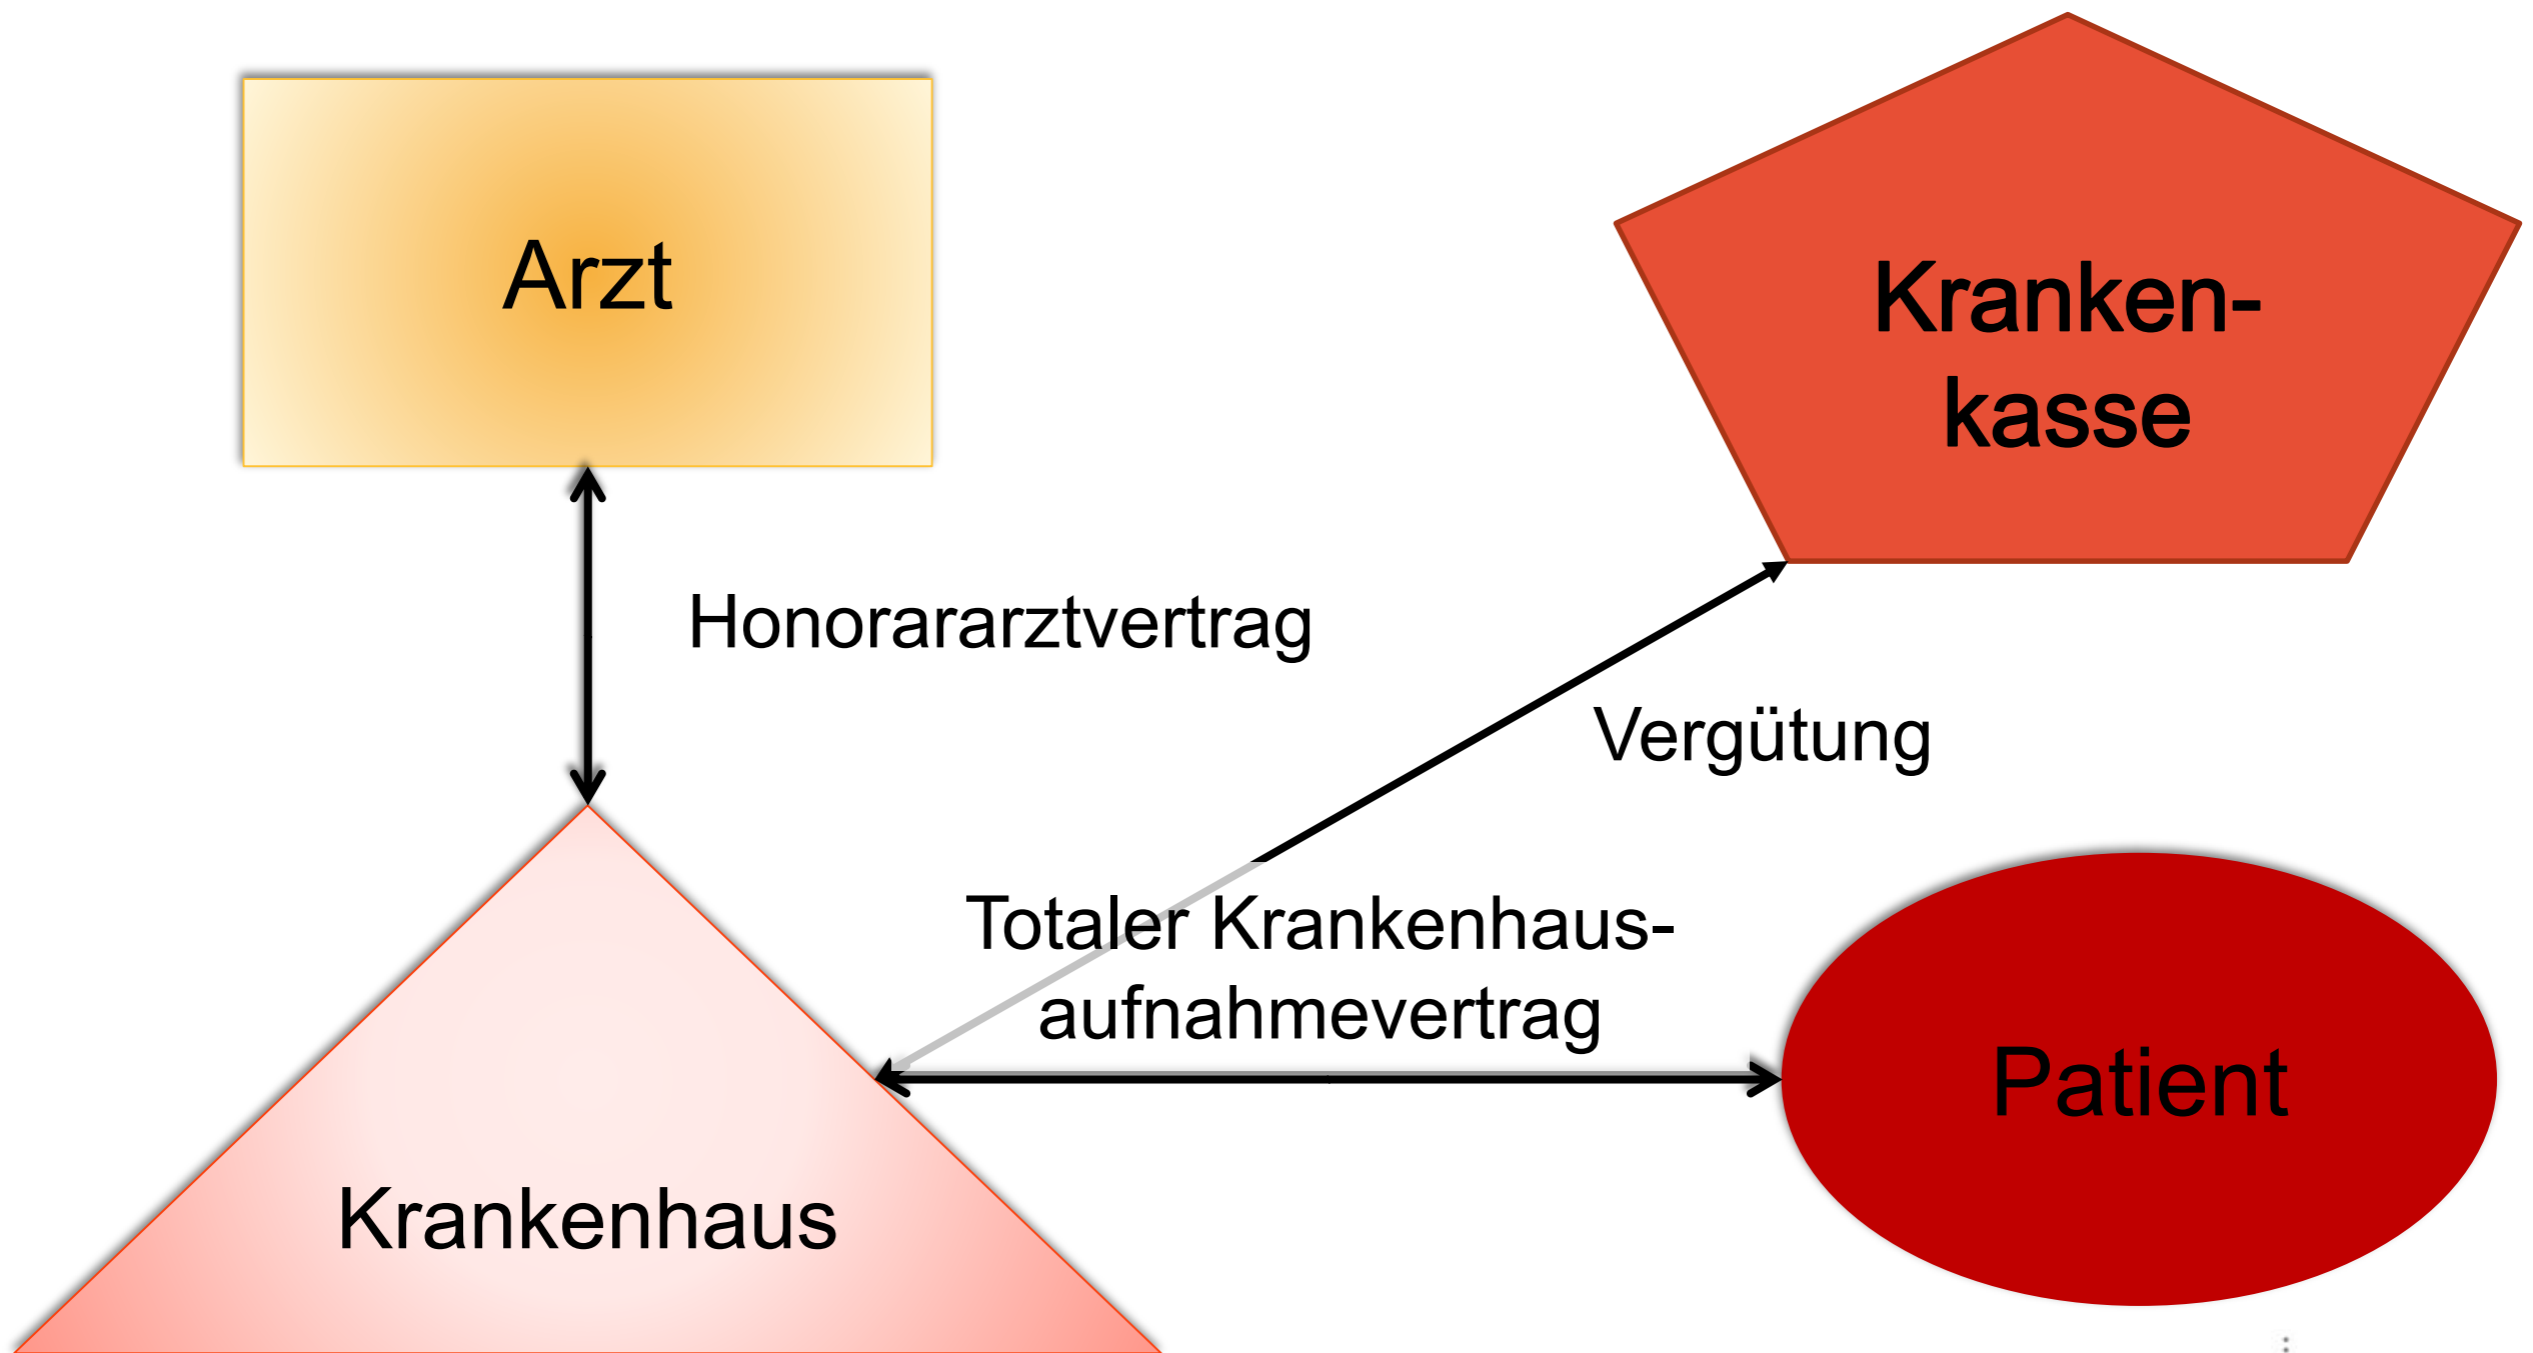 Arzt
Kranken-
kasse
Honorararztvertrag
Vergütung
Totaler Krankenhaus-
aufnahmevertrag
Patient
Krankenhaus